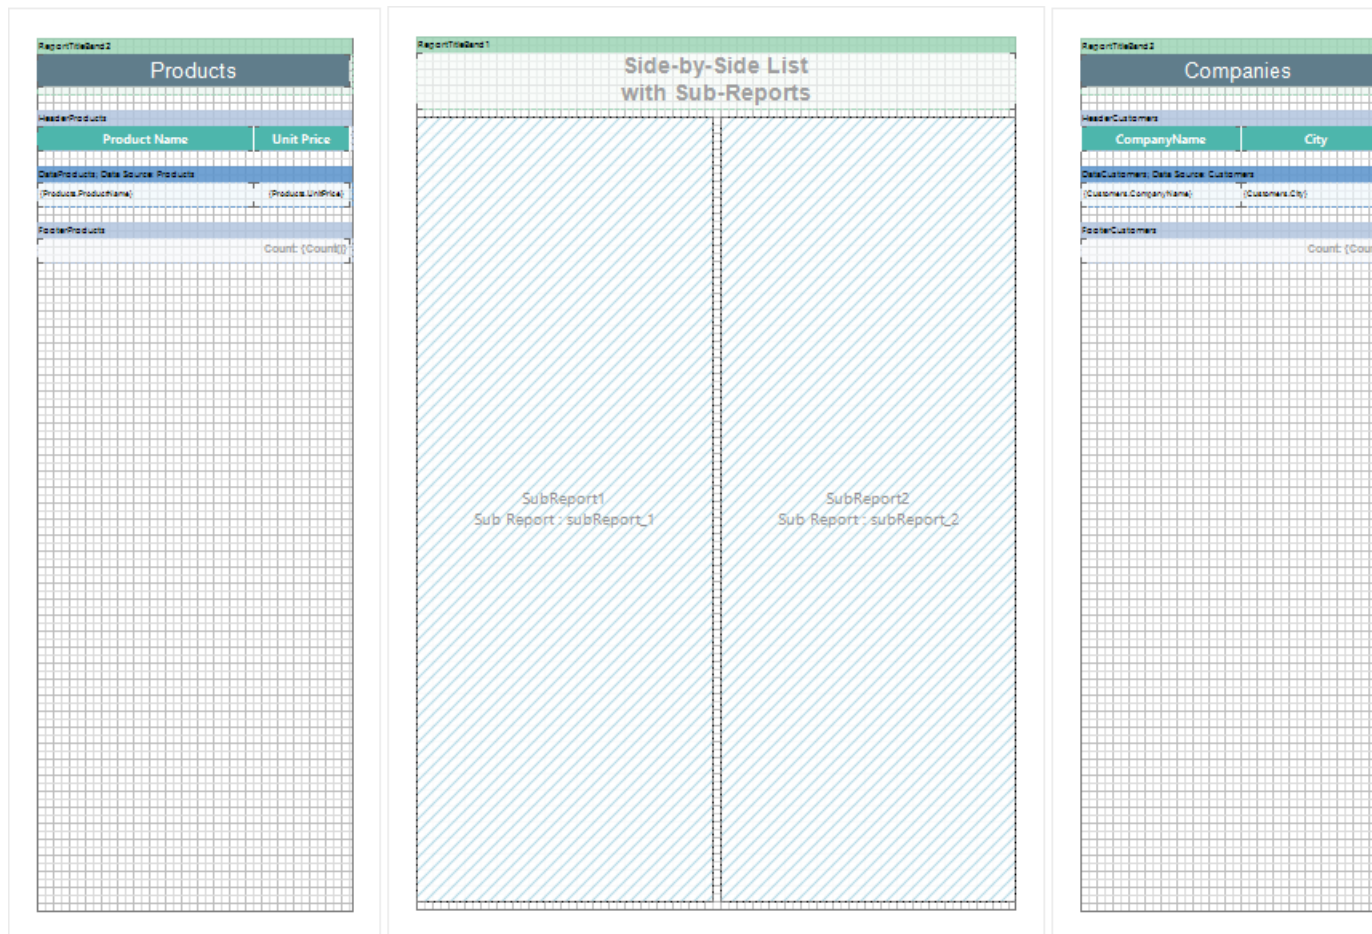 ReportTitleBand2
Products
HeaderProducts
Product Name Unit Price
DataProducts; Data Source: Products
{Products.ProductName} {Products.UnitPrice}
FooterProducts
Count: {Count()}
ReportTitleBand1
Side-by-Side List
with Sub-Reports
SubReport1
Sub Report : subReport_1
SubReport2
Sub Report : subReport_2
Companies
HeaderCustomers
CompanyName City
DataCustomers; Data Source: Customers
{Customers.CompanyName} {Customers.City}
FooterCustomers
Count: {Cou